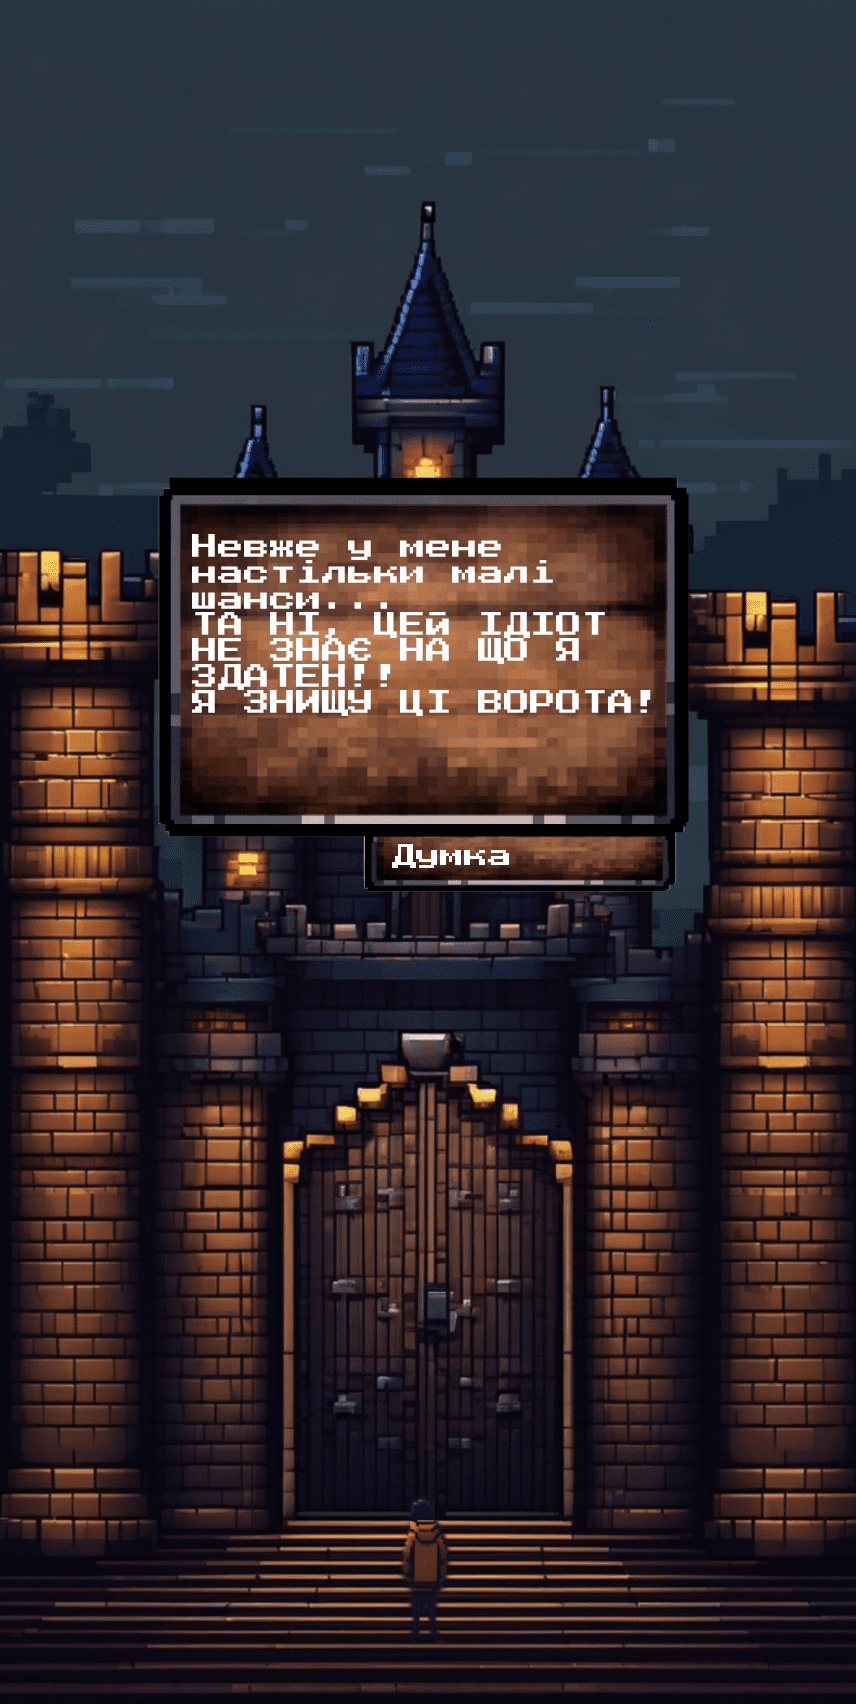 Невже у мене
настільки малі
шанси...
ТА НІ, ЦЕЙ ІДІОТ
НЕ ЗНАЄ НА ЩО Я
ЗДАТЕН!!
Я ЗНИЩУ ЦІ ВОРОТА!
Думка